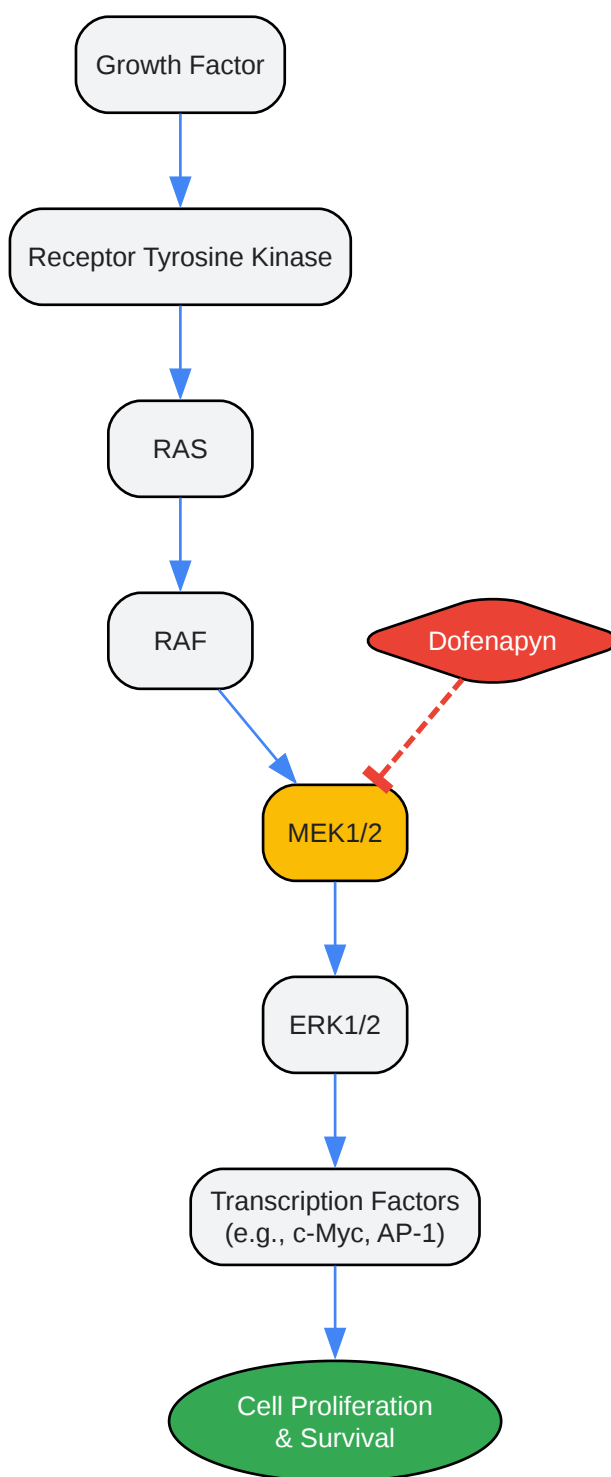 Growth Factor
Receptor Tyrosine Kinase
RAS
RAF
Dofenapyn
MEK1/2
ERK1/2
Transcription Factors
(e.g., c-Myc, AP-1)
Cell Proliferation
& Survival